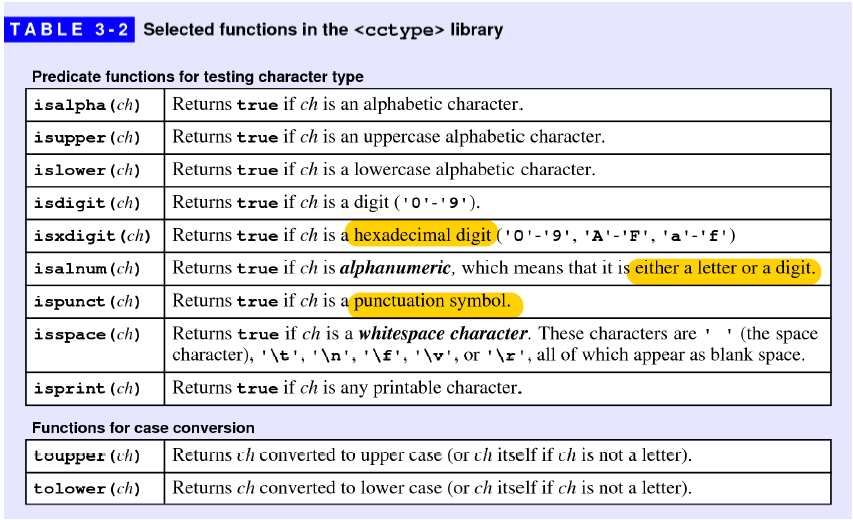 TABLE 3-2 Selected functions in the <cctype> library
Predicate functions for testing character type
isalpha(ch) Returns true if ch is an alphabetic character.
isupper(ch) Returns true if ch is an uppercase alphabetic character.
islower(ch) Returns true if ch is a lowercase alphabetic character.
isdigit(ch) Returns true if ch is a digit ('0'-'9').
isxdigit(ch) Returns true if ch is a hexadecimal digit ('0'-'9', 'A'-'F', 'a'-'f')
isalnum(ch) Returns true if ch is alphanumeric, which means that it is either a letter or a digit.
ispunct(ch) Returns true if ch is a punctuation symbol.
isspace(ch) Returns true if ch is a whitespace character. These characters are ' ' (the space
character), '\t', '\n', '\f', '\v', or '\r', all of which appear as blank space.
isprint(ch) Returns true if ch is any printable character.
Functions for case conversion
toupper(ch) Returns ch converted to upper case (or ch itself if ch is not a letter).
tolower(ch) Returns ch converted to lower case (or ch itself if ch is not a letter).